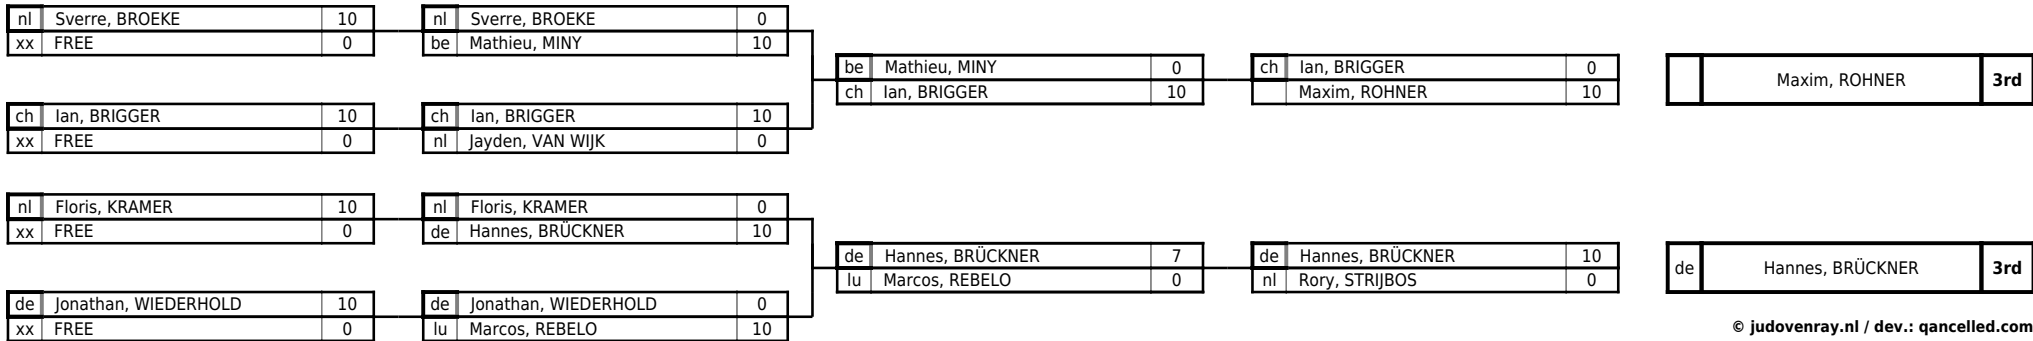 nl Sverre, BROEKE 10
xx FREE 0
nl Sverre, BROEKE 0
be Mathieu, MINY 10
be Mathieu, MINY 0
ch Ian, BRIGGER 10
ch Ian, BRIGGER 0
Maxim, ROHNER 10
Maxim, ROHNER 3rd
ch Ian, BRIGGER 10
xx FREE 0
ch Ian, BRIGGER 10
nl Jayden, VAN WIJK 0
nl Floris, KRAMER 10
xx FREE 0
nl Floris, KRAMER 0
de Hannes, BRÜCKNER 10
de Hannes, BRÜCKNER 7
lu Marcos, REBELO 0
de Hannes, BRÜCKNER 10
nl Rory, STRIJBOS 0
de Hannes, BRÜCKNER 3rd
de Jonathan, WIEDERHOLD 10
xx FREE 0
de Jonathan, WIEDERHOLD 0
lu Marcos, REBELO 10
© judovenray.nl / dev.: qancelled.com